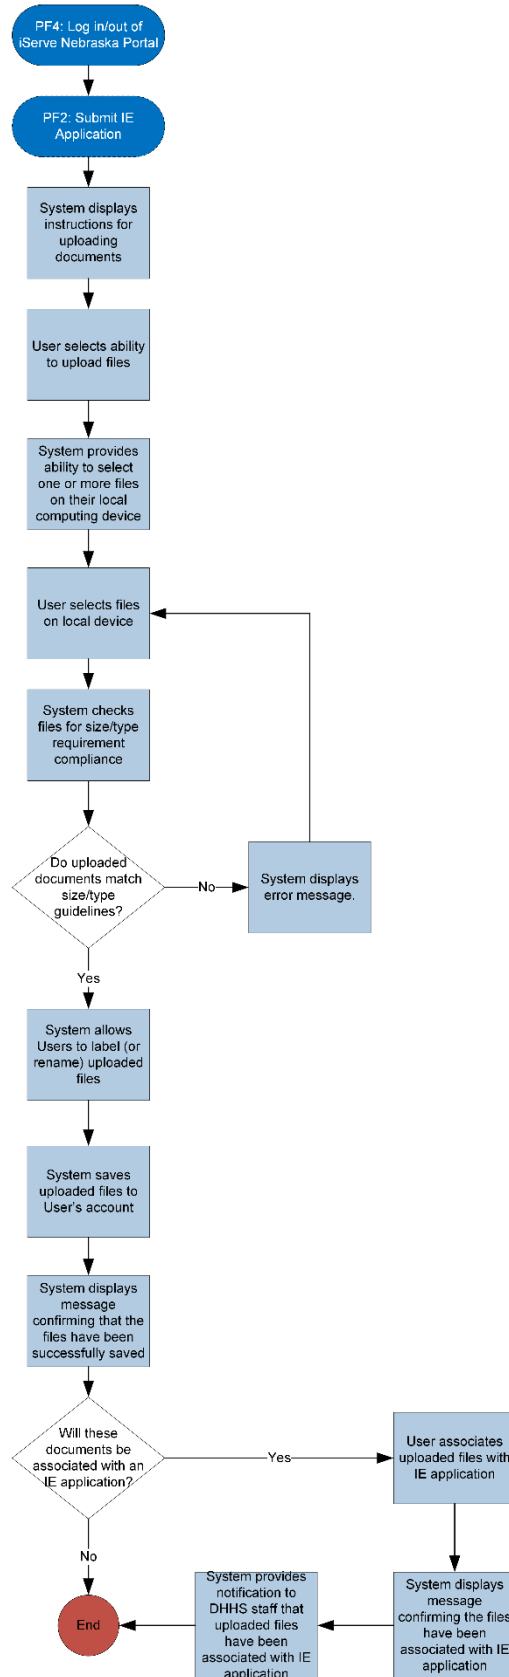 PF4: Log in/out of
iServe Nebraska Portal
PF2: Submit IE
Application
System displays
instructions for
uploading
documents
User selects ability
to upload files
System provides
ability to select
one or more files
on their local
computing device
User selects files
on local device
System checks
files for size/type
requirement
compliance
Do uploaded
documents match
size/type
guidelines?
No
System displays
error message.
Yes
System allows
Users to label (or
rename) uploaded
files
System saves
uploaded files to
User's account
System displays
message
confirming that the
files have been
successfully saved
Will these
documents be
associated with an
IE application?
Yes
User associates
uploaded files with
IE application
No
End
System provides
notification to
DHHS staff that
uploaded files
have been
associated with IE
application
System displays
message
confirming the files
have been
associated with IE
application